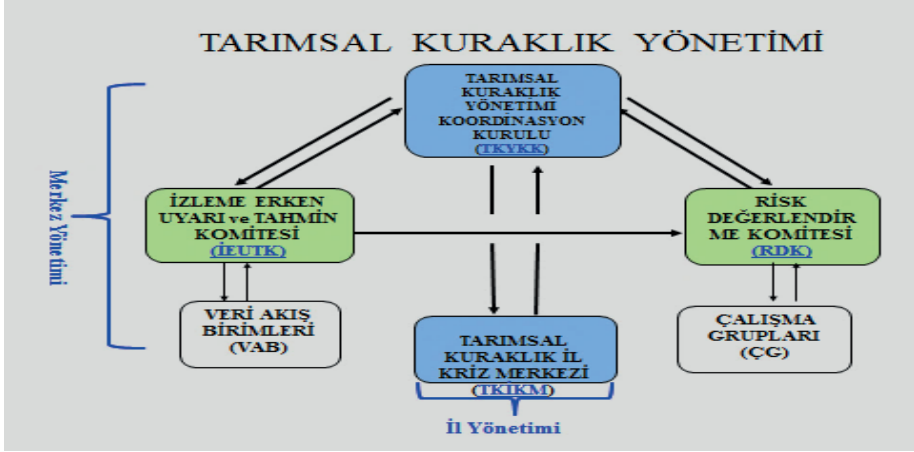 TARIMSAL KURAKLIK YÖNETİMİ
TARIMSAL
KURAKLIK
YÖNETİMİ
KOORDİNASYON
KURULU
(TKYKK)
Merkez Yönetimi
İZLEME ERKEN
UYARI ve TAHMİN
KOMİTESİ
(İEUTK)
RİSK
DEĞERLENDİR
ME KOMİTESİ
(RDK)
VERİ AKIŞ
BİRİMLERİ
(VAB)
TARIMSAL
KURAKLIK İL
KRİZ MERKEZİ
(TKİKM)
ÇALIŞMA
GRUPLARI
(ÇG)
İl Yönetimi